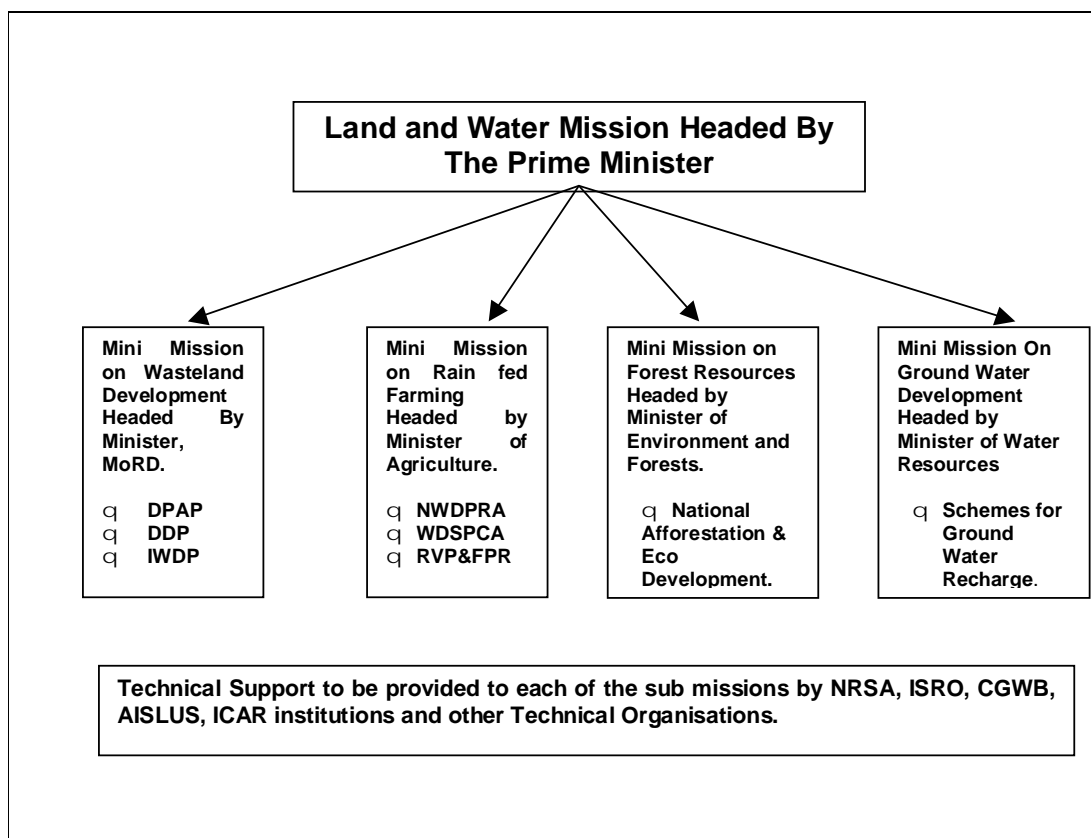 Land and Water Mission Headed By
The Prime Minister
Mini Mission
on Wasteland
Development
Headed By
Minister,
MoRD.
q DPAP
q DDP
q IWDP
Mini Mission
on Rain fed
Farming
Headed by
Minister of
Agriculture.
q NWDPRA
q WDSPCA
q RVP&FPR
Mini Mission on
Forest Resources
Headed by
Minister of
Environment and
Forests.
q National
Afforestation &
Eco
Development.
Mini Mission On
Ground Water
Development
Headed by
Minister of Water
Resources
q Schemes for
Ground
Water
Recharge.
Technical Support to be provided to each of the sub missions by NRSA, ISRO, CGWB,
AISLUS, ICAR institutions and other Technical Organisations.